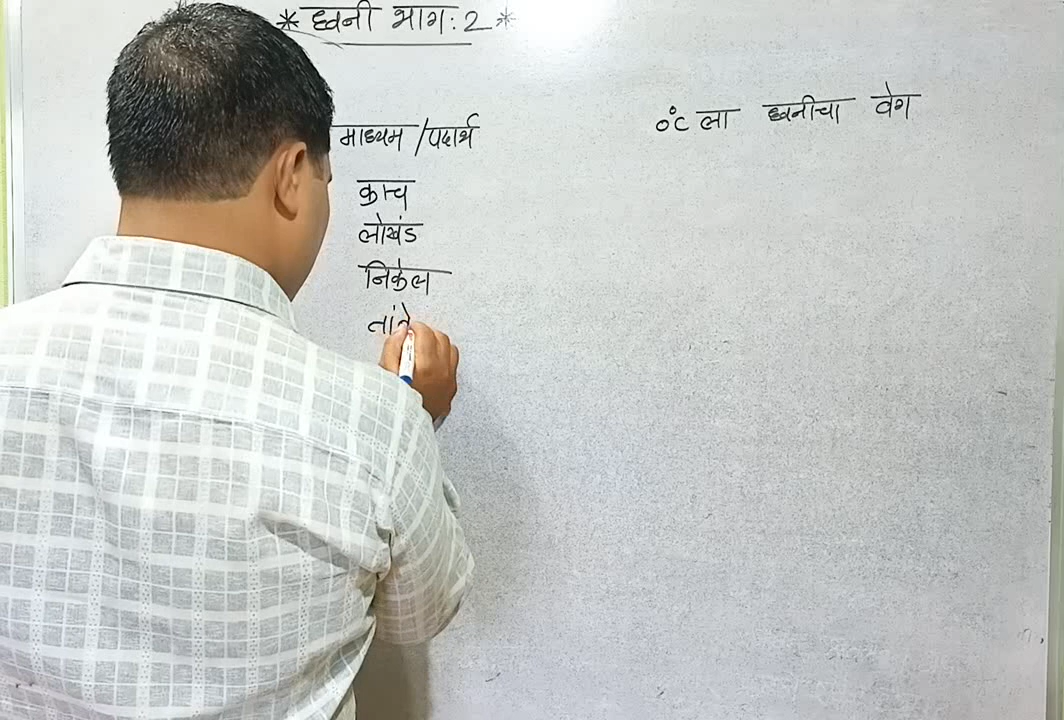 * ध्वनी भाग : 2 *
माध्यम / पदार्थ
0°C ला ध्वनीचा वेग
काच
लोखंड
निकेल